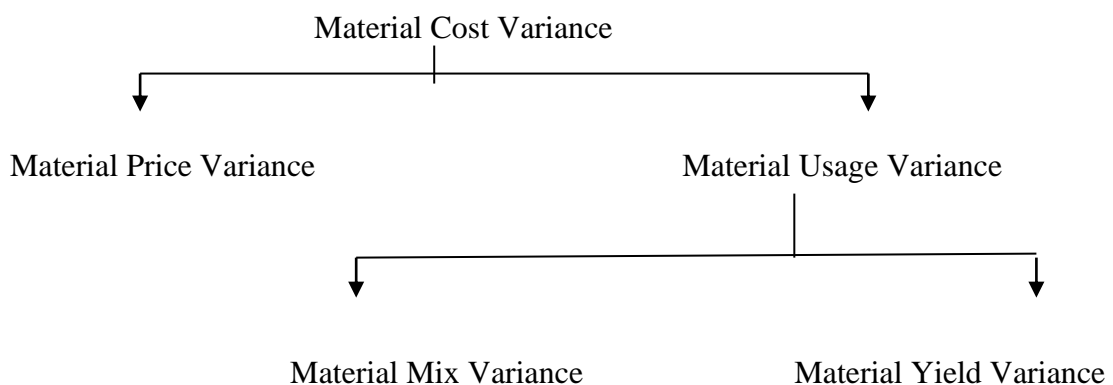 Material Cost Variance
Material Price Variance Material Usage Variance
Material Mix Variance Material Yield Variance